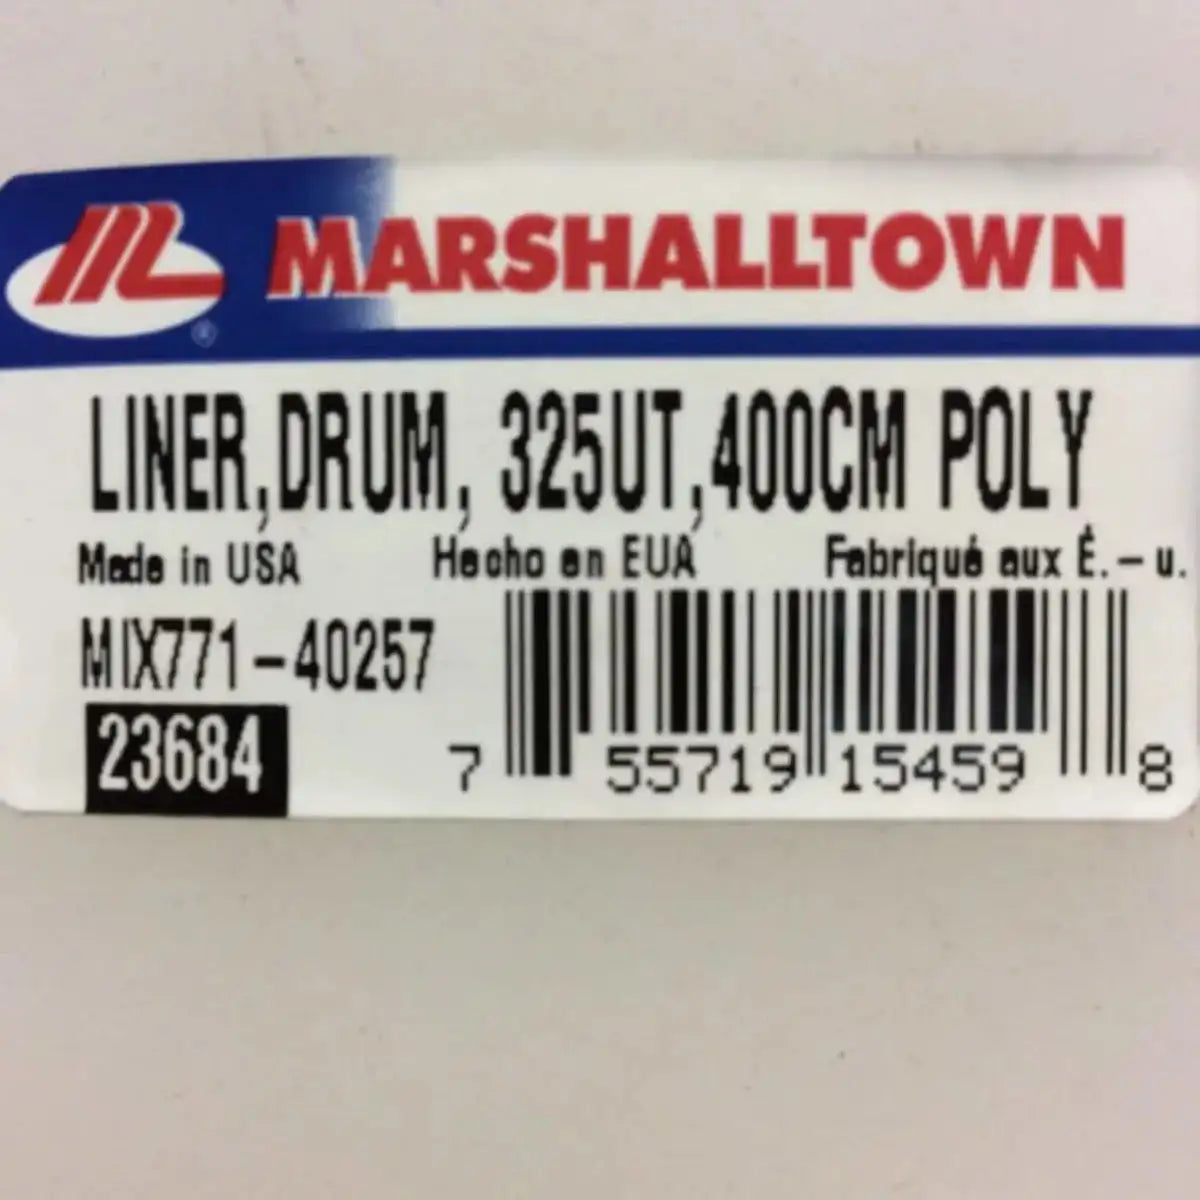 MARSHALLTOWN
®
LINER,DRUM, 325UT,400CM POLY
Made in USA Hecho en EUA Fabriqué aux É.-u.
MIX771-40257
23684
7 55719 15459 8